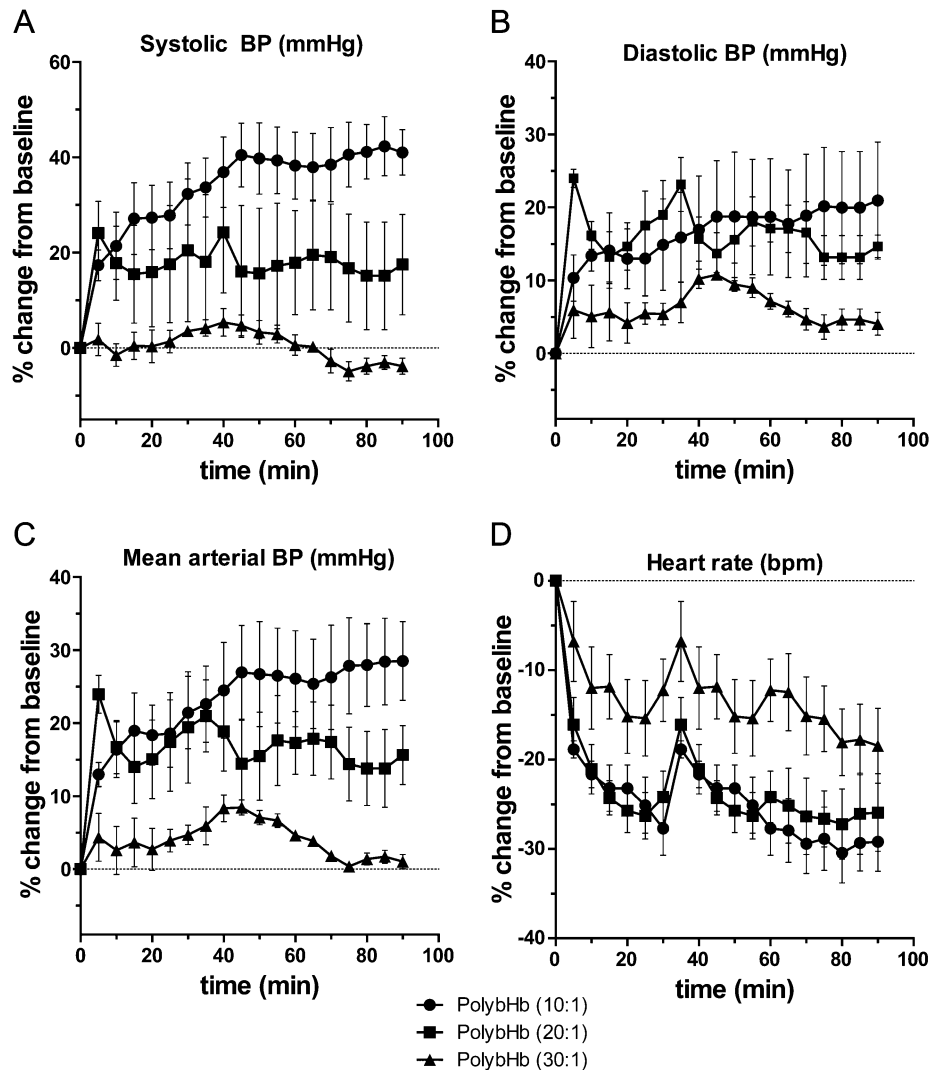 A
Systolic BP (mmHg)
% change from baseline
60
40
20
0
0 20 40 60 80 100
time (min)
B
Diastolic BP (mmHg)
% change from baseline
40
30
20
10
0
0 20 40 60 80 100
time (min)
C
Mean arterial BP (mmHg)
% change from baseline
40
30
20
10
0
0 20 40 60 80 100
time (min)
D
Heart rate (bpm)
% change from baseline
0
-10
-20
-30
-40
0 20 40 60 80 100
time (min)
PolybHb (10:1)
PolybHb (20:1)
PolybHb (30:1)